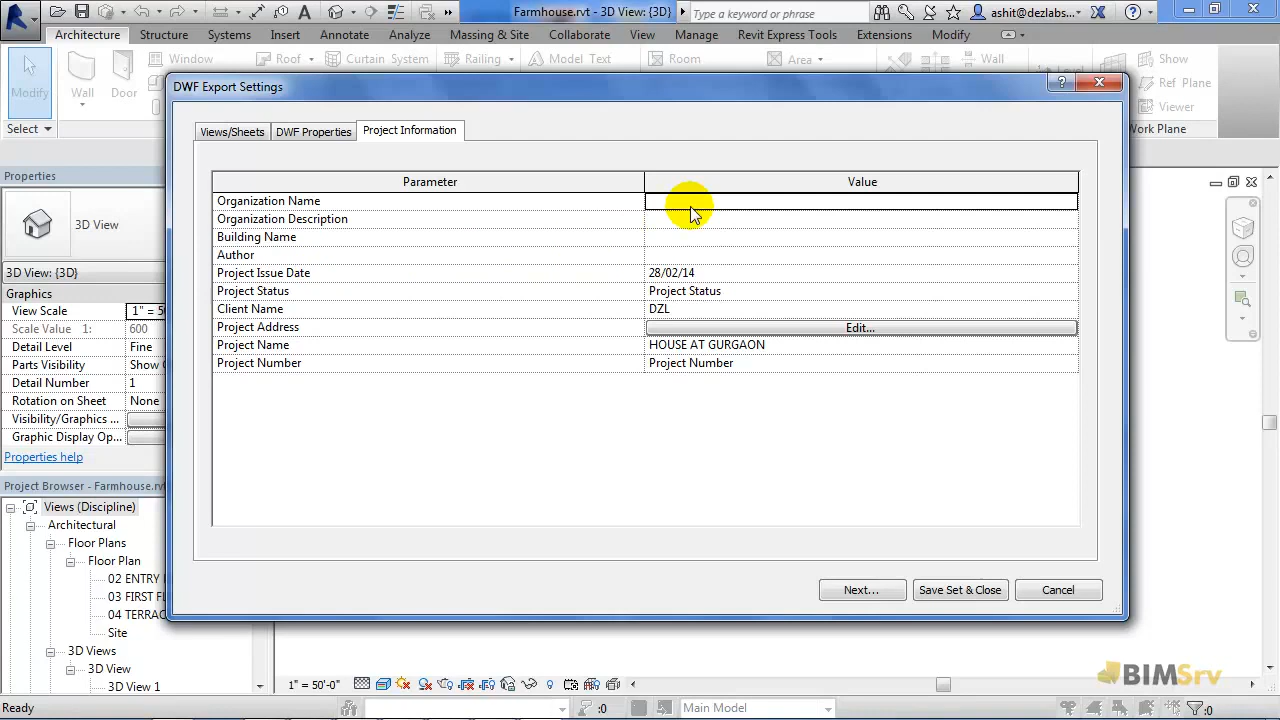 Farmhouse.rvt - 3D View: {3D}
Type a keyword or phrase
ashit@dezlabs...
Architecture Structure Systems Insert Annotate Analyze Massing & Site Collaborate View Manage Revit Express Tools Extensions Modify
Window Roof Curtain System Railing Model Text Room Area Wall Show
Modify Wall Door Level Ref Plane
Viewer
Select Work Plane
DWF Export Settings
Views/Sheets DWF Properties Project Information
Parameter Value
Organization Name
Organization Description
Building Name
Author
Project Issue Date 28/02/14
Project Status Project Status
Client Name DZL
Project Address Edit...
Project Name HOUSE AT GURGAON
Project Number Project Number
Next... Save Set & Close Cancel
Properties
3D View
3D View: {3D}
Graphics
View Scale 1" = 50
Scale Value 1: 600
Detail Level Fine
Parts Visibility Show
Detail Number 1
Rotation on Sheet None
Visibility/Graphics ...
Graphic Display Op...
Properties help
Project Browser - Farmhouse.rvt
Views (Discipline)
Architectural
Floor Plans
Floor Plan
02 ENTRY
03 FIRST FL
04 TERRAC
Site
3D Views
3D View
3D View 1
1" = 50'-0"
BIMSrv
Ready :0 Main Model :0